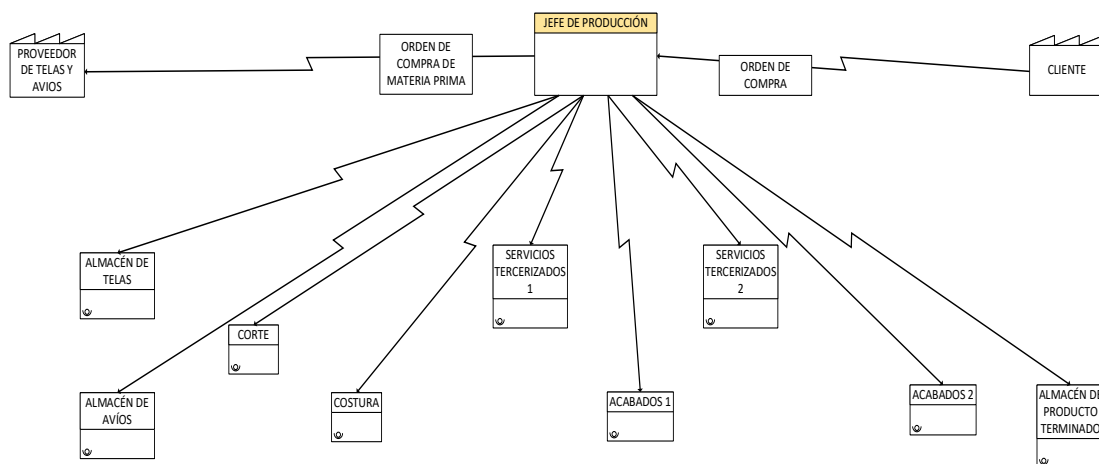 JEFE DE PRODUCCIÓN
PROVEEDOR
DE TELAS Y
AVIOS
ORDEN DE
COMPRA DE
MATERIA PRIMA
ORDEN DE
COMPRA
CLIENTE
ALMACÉN DE
TELAS
SERVICIOS
TERCERIZADOS
1
SERVICIOS
TERCERIZADOS
2
CORTE
ALMACÉN DE
AVÍOS
COSTURA
ACABADOS 1
ACABADOS 2
ALMACÉN DE
PRODUCTO
TERMINADO